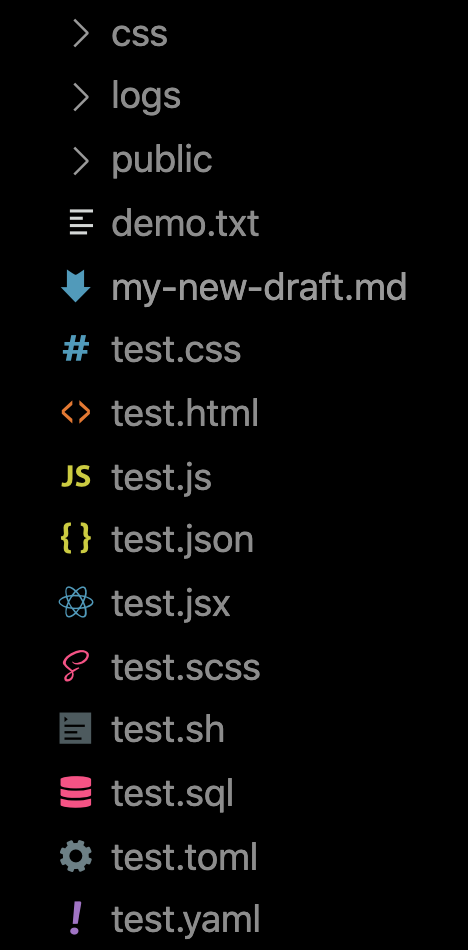 css
logs
public
demo.txt
my-new-draft.md
# test.css
<> test.html
JS test.js
{} test.json
test.jsx
test.scss
test.sh
test.sql
test.toml
! test.yaml